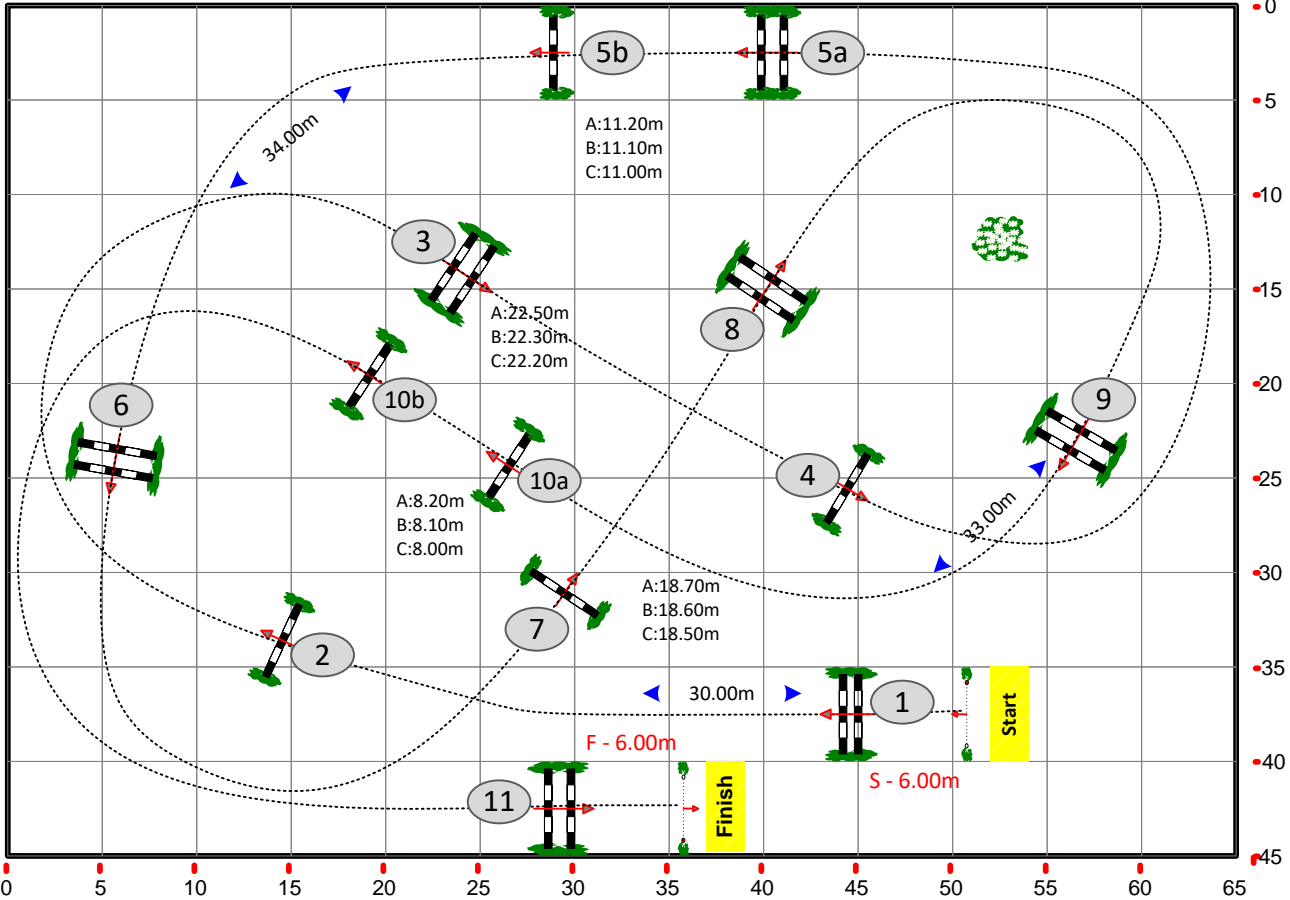 0
5b
5a
5
A:11.20m
B:11.10m
C:11.00m
34.00m
10
3
15
A:22.50m
B:22.30m
C:22.20m
8
20
6
10b
9
25
10a
4
A:8.20m
B:8.10m
C:8.00m
33.00m
30
A:18.70m
B:18.60m
C:18.50m
7
2
35
30.00m
1
Start
F - 6.00m
40
S - 6.00m
11
Finish
45
0 5 10 15 20 25 30 35 40 45 50 55 60 65